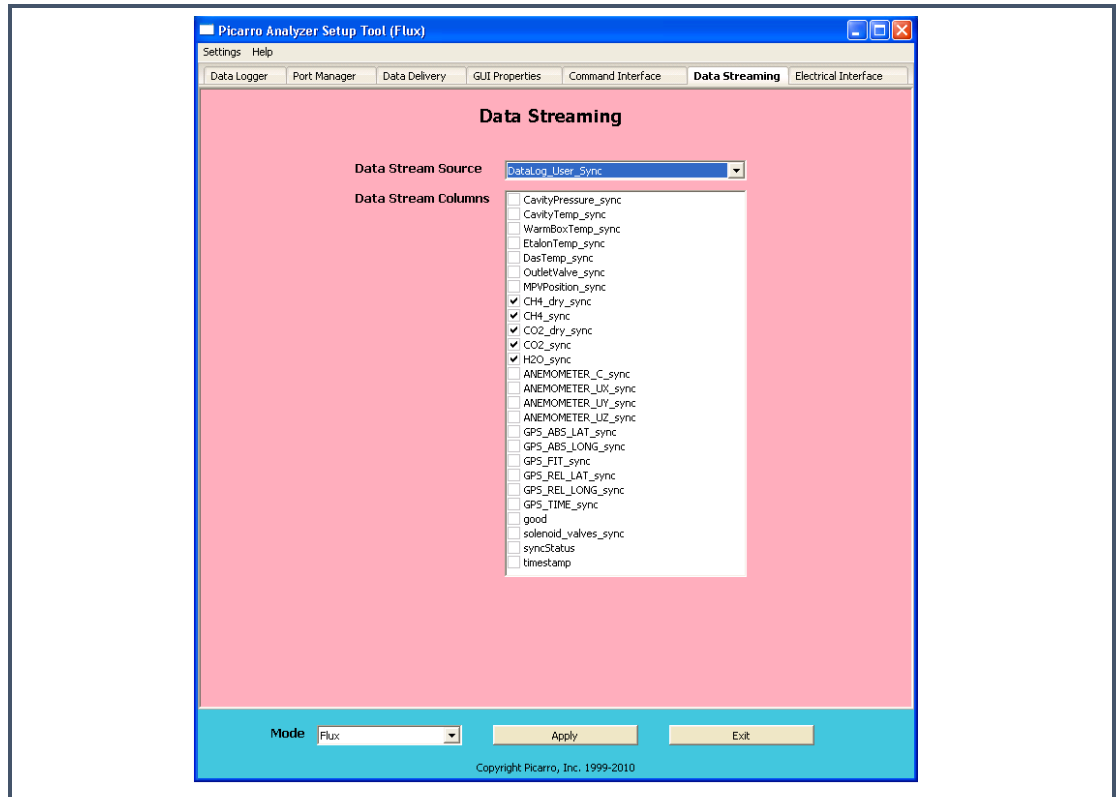 Picarro Analyzer Setup Tool (Flux)
Settings Help
Data Logger Port Manager Data Delivery GUI Properties Command Interface Data Streaming Electrical Interface
Data Streaming
Data Stream Source DataLog_User_Sync
Data Stream Columns
CavityPressure_sync
CavityTemp_sync
WarmBoxTemp_sync
EtalonTemp_sync
DasTemp_sync
OutletValve_sync
MPVPosition_sync
CH4_dry_sync
CH4_sync
CO2_dry_sync
CO2_sync
H2O_sync
ANEMOMETER_C_sync
ANEMOMETER_UX_sync
ANEMOMETER_UY_sync
ANEMOMETER_UZ_sync
GPS_ABS_LAT_sync
GPS_ABS_LONG_sync
GPS_FIT_sync
GPS_REL_LAT_sync
GPS_REL_LONG_sync
GPS_TIME_sync
good
solenoid_valves_sync
syncStatus
timestamp
Mode Flux Apply Exit
Copyright Picarro, Inc. 1999-2010